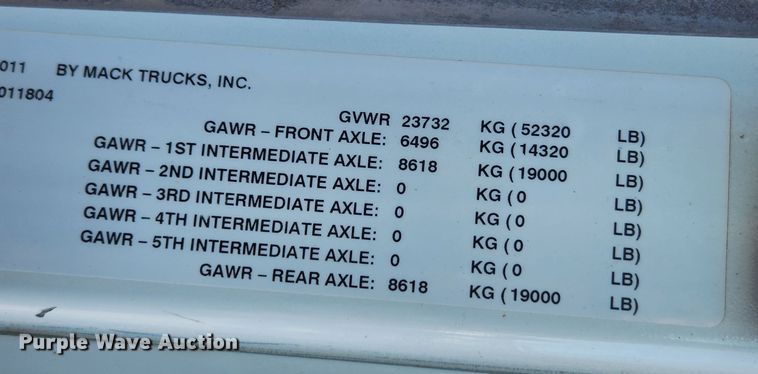 011 BY MACK TRUCKS, INC.
011804
GVWR 23732 KG ( 52320 LB)
GAWR – FRONT AXLE: 6496 KG ( 14320 LB)
GAWR – 1ST INTERMEDIATE AXLE: 8618 KG ( 19000 LB)
GAWR – 2ND INTERMEDIATE AXLE: 0 KG ( 0 LB)
GAWR – 3RD INTERMEDIATE AXLE: 0 KG ( 0 LB)
GAWR – 4TH INTERMEDIATE AXLE: 0 KG ( 0 LB)
GAWR – 5TH INTERMEDIATE AXLE: 0 KG ( 0 LB)
GAWR – REAR AXLE: 8618 KG ( 19000 LB)
Purple Wave Auction